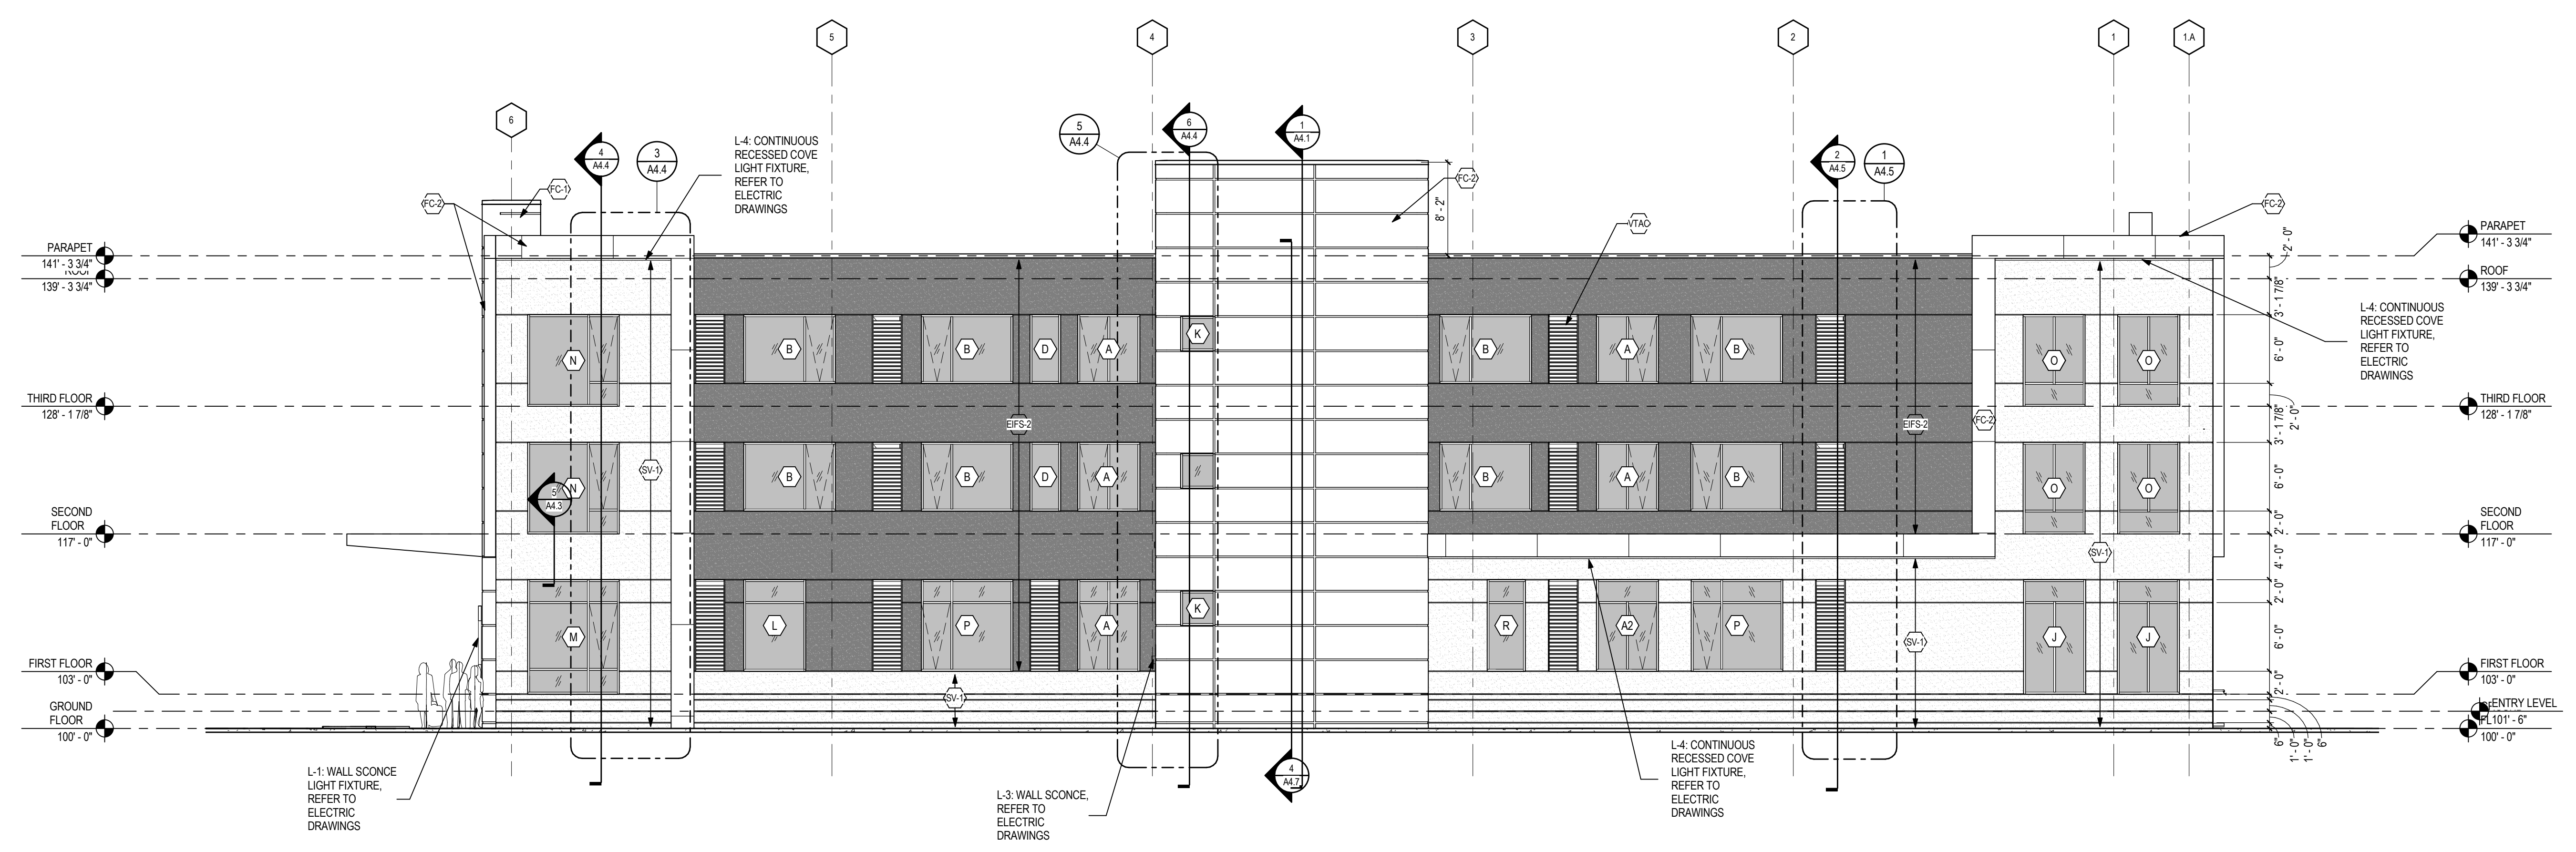 5
4
3
2
1
1.A
6
4
A4.4
3
A4.4
5
A4.4
6
A4.4
1
A4.1
2
A4.5
1
A4.5
L-4: CONTINUOUS
RECESSED COVE
LIGHT FIXTURE,
REFER TO
ELECTRIC
DRAWINGS
FC-1
FC-2
FC-2
8' - 2"
VTAC
FC-2
PARAPET
141' - 3 3/4"
139' - 3 3/4"
THIRD FLOOR
128' - 1 7/8"
SECOND
FLOOR
117' - 0"
FIRST FLOOR
103' - 0"
GROUND
FLOOR
100' - 0"
N
B
B
D
A
K
B
A
B
O
O
EIFS-2
EIFS-2
FC-2
SV-1
N
5
A4.3
B
B
D
A
B
A
B
O
O
SV-1
M
L
P
A
K
R
A2
P
J
J
SV-1
SV-1
PARAPET
141' - 3 3/4"
ROOF
139' - 3 3/4"
L-4: CONTINUOUS
RECESSED COVE
LIGHT FIXTURE,
REFER TO
ELECTRIC
DRAWINGS
THIRD FLOOR
128' - 1 7/8"
SECOND
FLOOR
117' - 0"
FIRST FLOOR
103' - 0"
ENTRY LEVEL
101' - 6"
100' - 0"
2' - 0"
3' - 1 7/8"
6' - 0"
2' - 0"
3' - 1 7/8"
6' - 0"
2' - 0"
4' - 0"
2' - 0"
6' - 0"
2' - 0"
6"
1' - 0"
1' - 0"
6"
L-1: WALL SCONCE
LIGHT FIXTURE,
REFER TO
ELECTRIC
DRAWINGS
L-3: WALL SCONCE,
REFER TO
ELECTRIC
DRAWINGS
4
A4.7
L-4: CONTINUOUS
RECESSED COVE
LIGHT FIXTURE,
REFER TO
ELECTRIC
DRAWINGS